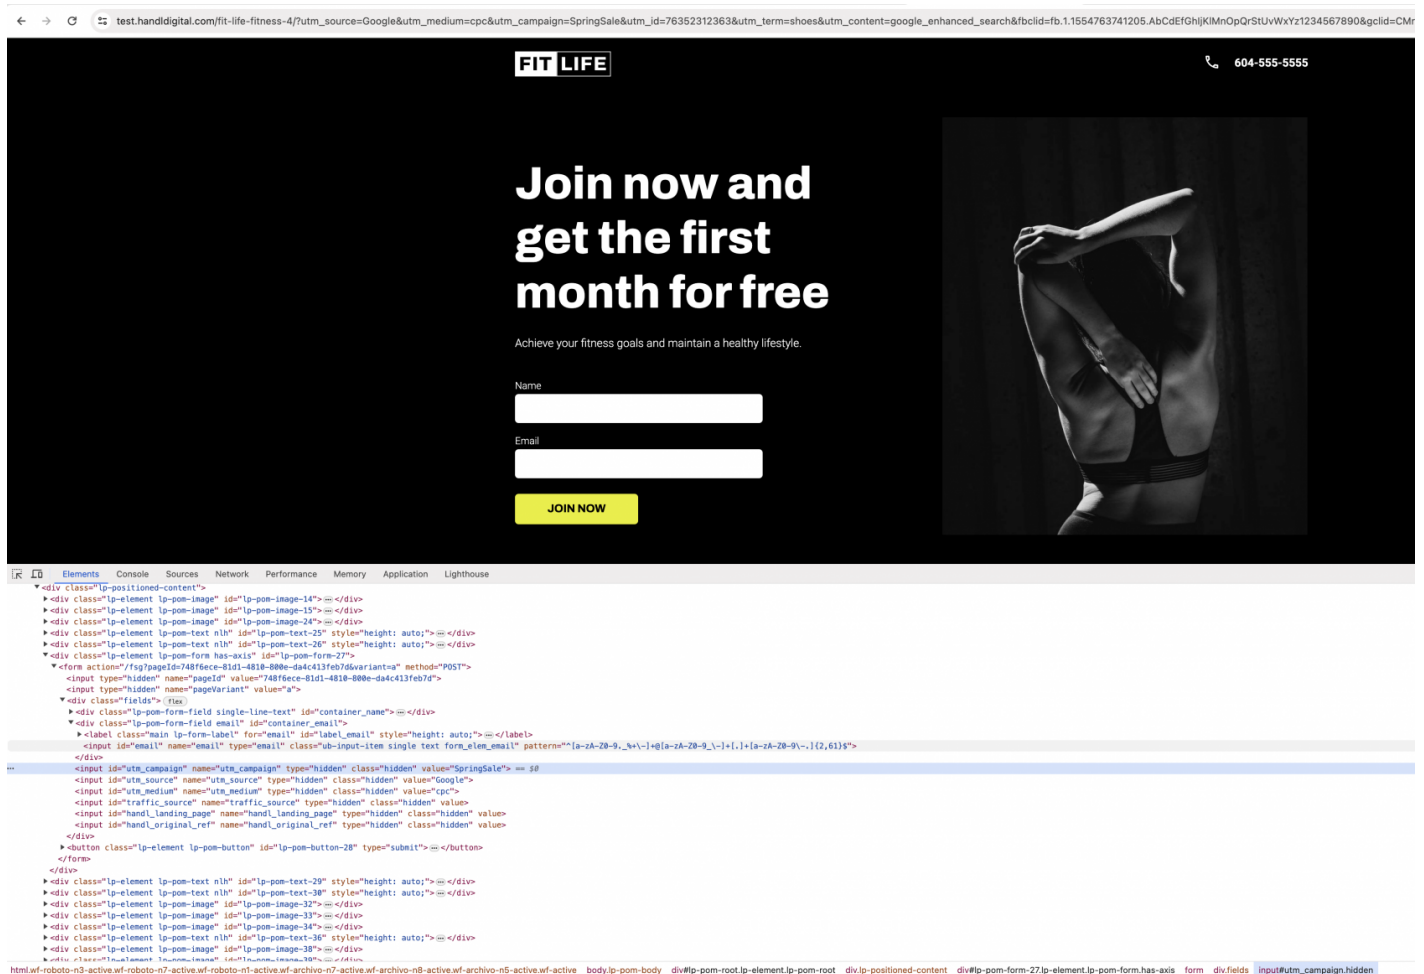 test.handldigital.com/fit-life-fitness-4/?utm_source=Google&utm_medium=cpc&utm_campaign=SpringSale&utm_id=76352312363&utm_term=shoes&utm_content=google_enhanced_search&fbclid=fb.1.1554763741205.AbCdEfGhIjKlMnOpQrStUvWxYz1234567890&gclid=CMr
FIT LIFE
604-555-5555
Join now and
get the first
month for free
Achieve your fitness goals and maintain a healthy lifestyle.
Name
Email
JOIN NOW
Elements Console Sources Network Performance Memory Application Lighthouse
<div class="lp-positioned-content">
<div class="lp-element lp-pom-image" id="lp-pom-image-14">…</div>
<div class="lp-element lp-pom-image" id="lp-pom-image-15">…</div>
<div class="lp-element lp-pom-image" id="lp-pom-image-24">…</div>
<div class="lp-element lp-pom-text nlh" id="lp-pom-text-25" style="height: auto;">…</div>
<div class="lp-element lp-pom-text nlh" id="lp-pom-text-26" style="height: auto;">…</div>
<div class="lp-element lp-pom-form has-axis" id="lp-pom-form-27">
<form action="/fsg?pageId=748f6ece-81d1-4810-800e-da4c413feb7d&variant=a" method="POST">
<input type="hidden" name="pageId" value="748f6ece-81d1-4810-800e-da4c413feb7d">
<input type="hidden" name="pageVariant" value="a">
<div class="fields"> flex
<div class="lp-pom-form-field single-line-text" id="container_name">…</div>
<div class="lp-pom-form-field email" id="container_email">
<label class="main lp-form-label" for="email" id="label_email" style="height: auto;">…</label>
<input id="email" name="email" type="email" class="ub-input-item single text form_elem_email" pattern="^[a-zA-Z0-9._%+\-]+@[a-zA-Z0-9_\-]+[.]+[a-zA-Z0-9\-.]{2,61}$">
</div>
<input id="utm_campaign" name="utm_campaign" type="hidden" class="hidden" value="SpringSale"> == $0
<input id="utm_source" name="utm_source" type="hidden" class="hidden" value="Google">
<input id="utm_medium" name="utm_medium" type="hidden" class="hidden" value="cpc">
<input id="traffic_source" name="traffic_source" type="hidden" class="hidden" value>
<input id="handl_landing_page" name="handl_landing_page" type="hidden" class="hidden" value>
<input id="handl_original_ref" name="handl_original_ref" type="hidden" class="hidden" value>
</div>
<button class="lp-element lp-pom-button" id="lp-pom-button-28" type="submit">…</button>
</form>
</div>
<div class="lp-element lp-pom-text nlh" id="lp-pom-text-29" style="height: auto;">…</div>
<div class="lp-element lp-pom-text nlh" id="lp-pom-text-30" style="height: auto;">…</div>
<div class="lp-element lp-pom-image" id="lp-pom-image-32">…</div>
<div class="lp-element lp-pom-image" id="lp-pom-image-33">…</div>
<div class="lp-element lp-pom-image" id="lp-pom-image-34">…</div>
<div class="lp-element lp-pom-text nlh" id="lp-pom-text-36" style="height: auto;">…</div>
<div class="lp-element lp-pom-image" id="lp-pom-image-38">…</div>
<div class="lp-element lp-pom-image" id="lp-pom-image-39">…</div>
html.wf-roboto-n3-active.wf-roboto-n7-active.wf-roboto-n1-active.wf-archivo-n7-active.wf-archivo-n8-active.wf-archivo-n5-active.wf-active body.lp-pom-body div#lp-pom-root.lp-element.lp-pom-root div.lp-positioned-content div#lp-pom-form-27.lp-element.lp-pom-form.has-axis form div.fields input#utm_campaign.hidden